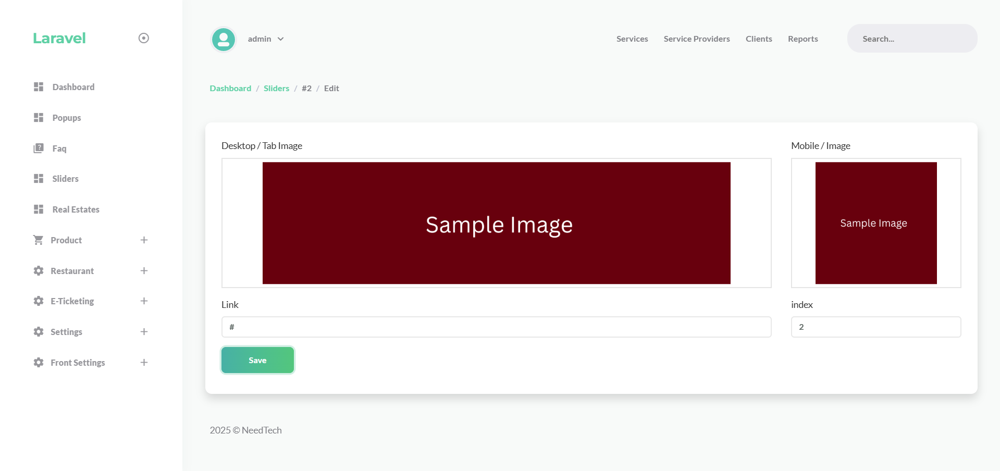 Laravel
Dashboard
Popups
Faq
Sliders
Real Estates
Product
Restaurant
E-Ticketing
Settings
Front Settings
admin
Services Service Providers Clients Reports Search...
Dashboard / Sliders / #2 / Edit
Desktop / Tab Image
Sample Image
Mobile / Image
Sample Image
Link
#
index
2
Save
2025 © NeedTech